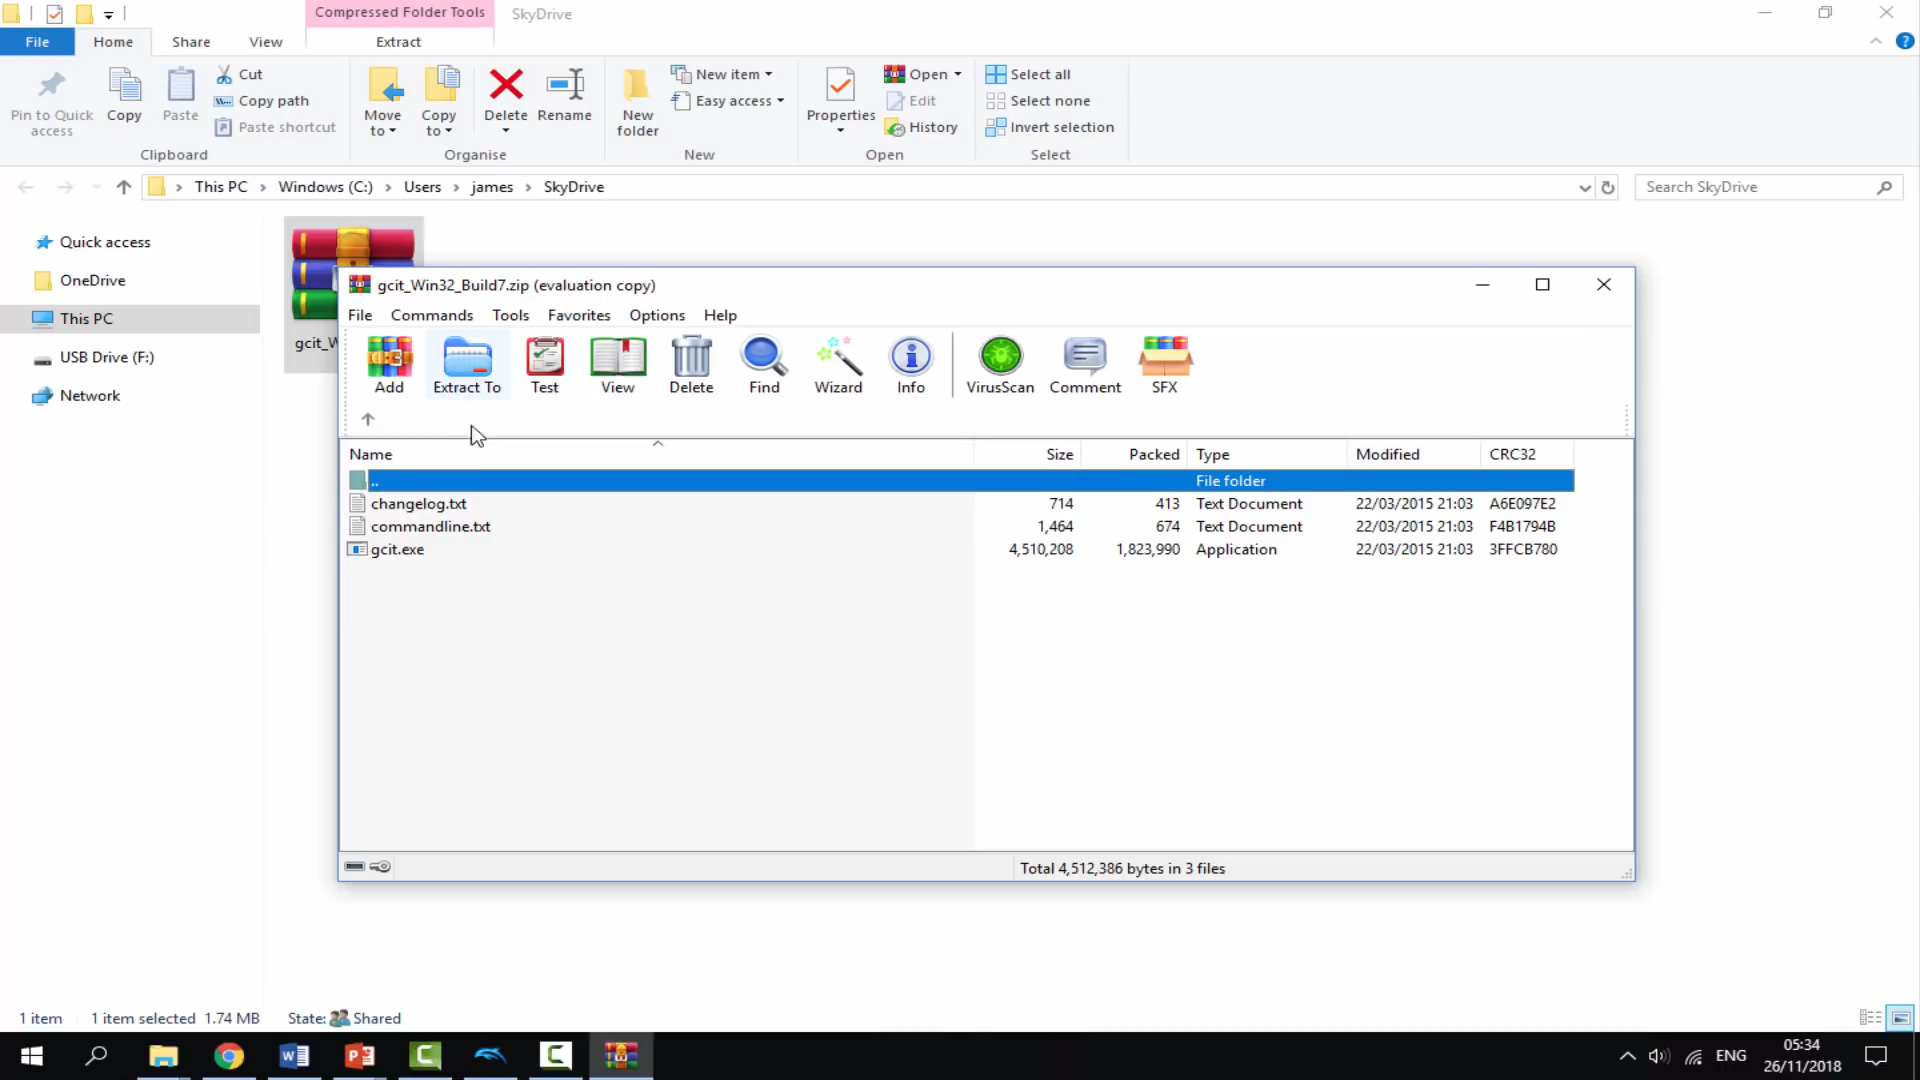 Compressed Folder Tools SkyDrive
File Home Share View Extract
Pin to Quick access
Copy
Paste
Cut
Copy path
Paste shortcut
Clipboard
Move to
Copy to
Delete
Rename
Organise
New folder
New item
Easy access
New
Properties
Open
Edit
History
Open
Select all
Select none
Invert selection
Select
This PC Windows (C:) Users james SkyDrive
Search SkyDrive
Quick access
OneDrive
This PC
USB Drive (F:)
Network
gcit_W
gcit_Win32_Build7.zip (evaluation copy)
File Commands Tools Favorites Options Help
Add Extract To Test View Delete Find Wizard Info VirusScan Comment SFX
Name Size Packed Type Modified CRC32
.. File folder
changelog.txt 714 413 Text Document 22/03/2015 21:03 A6E097E2
commandline.txt 1,464 674 Text Document 22/03/2015 21:03 F4B1794B
gcit.exe 4,510,208 1,823,990 Application 22/03/2015 21:03 3FFCB780
Total 4,512,386 bytes in 3 files
1 item 1 item selected 1.74 MB State: Shared
ENG
05:34
26/11/2018